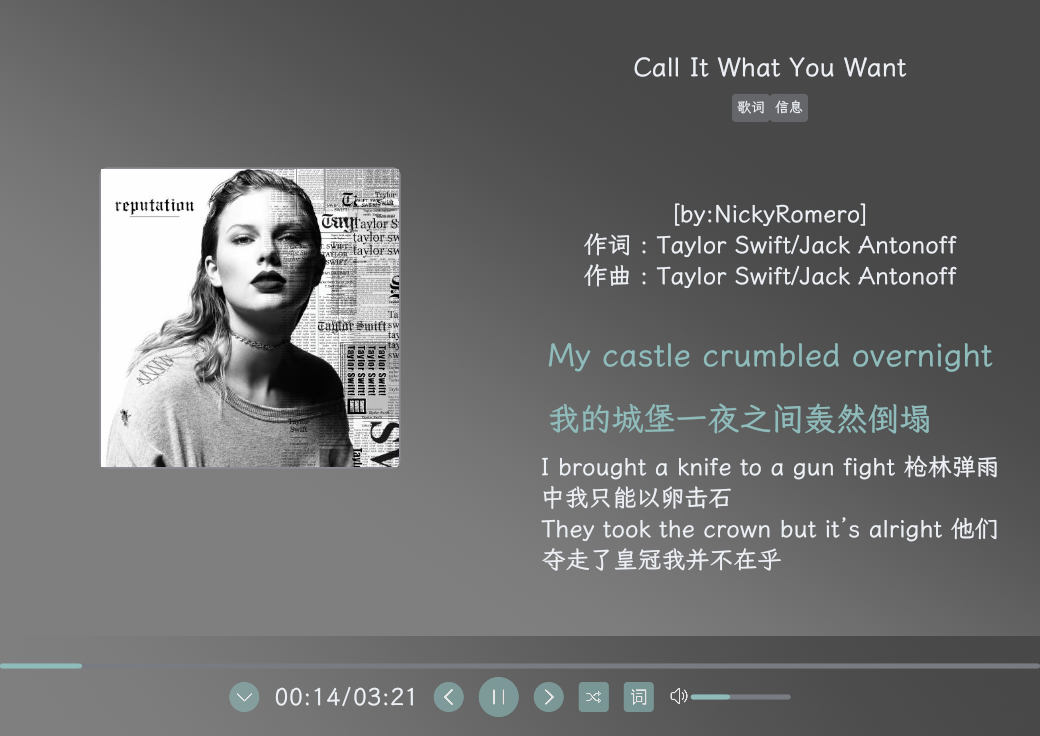 Call It What You Want
歌词 信息
reputation
Taylor Swift
Taylor Swift
[by:NickyRomero]
作词 : Taylor Swift/Jack Antonoff
作曲 : Taylor Swift/Jack Antonoff
My castle crumbled overnight
我的城堡一夜之间轰然倒塌
I brought a knife to a gun fight 枪林弹雨
中我只能以卵击石
They took the crown but it's alright 他们
夺走了皇冠我并不在乎
00:14/03:21
词